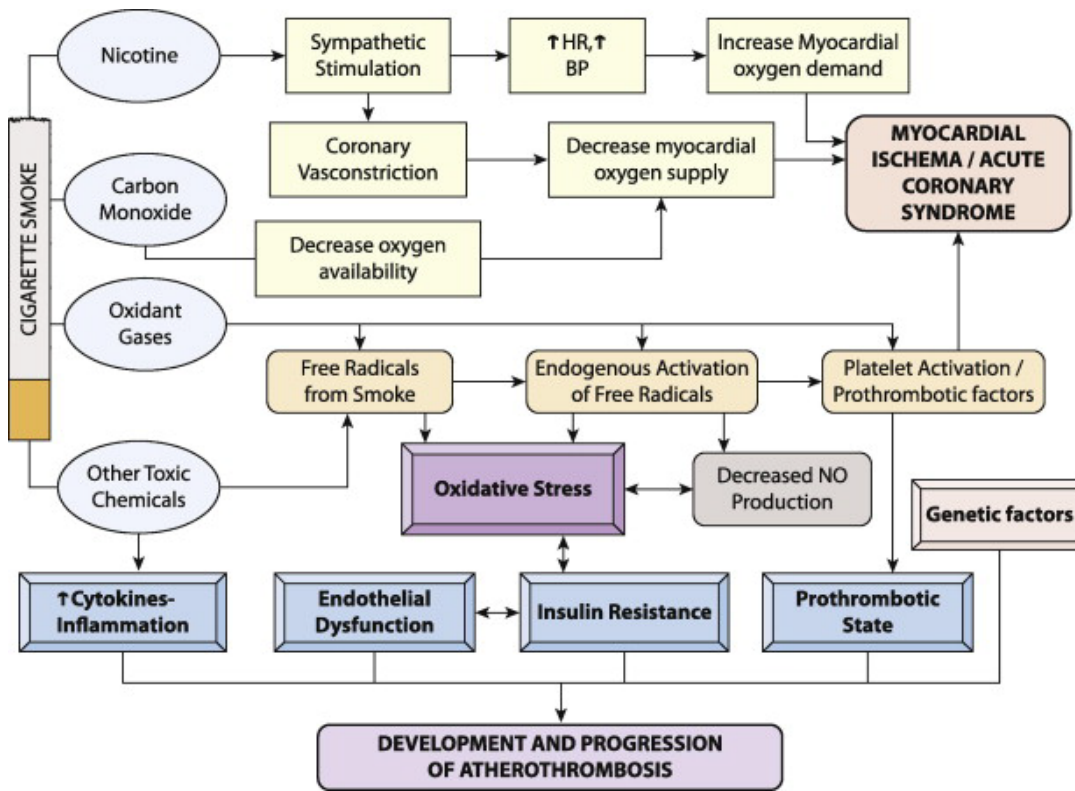 Nicotine
Sympathetic
Stimulation
↑HR,↑
BP
Increase Myocardial
oxygen demand
CIGARETTE SMOKE
Carbon
Monoxide
Coronary
Vasconstriction
Decrease myocardial
oxygen supply
MYOCARDIAL
ISCHEMA / ACUTE
CORONARY
SYNDROME
Decrease oxygen
availability
Oxidant
Gases
Free Radicals
from Smoke
Endogenous Activation
of Free Radicals
Platelet Activation /
Prothrombotic factors
Other Toxic
Chemicals
Oxidative Stress
Decreased NO
Production
Genetic factors
↑Cytokines-
Inflammation
Endothelial
Dysfunction
Insulin Resistance
Prothrombotic
State
DEVELOPMENT AND PROGRESSION
OF ATHEROTHROMBOSIS